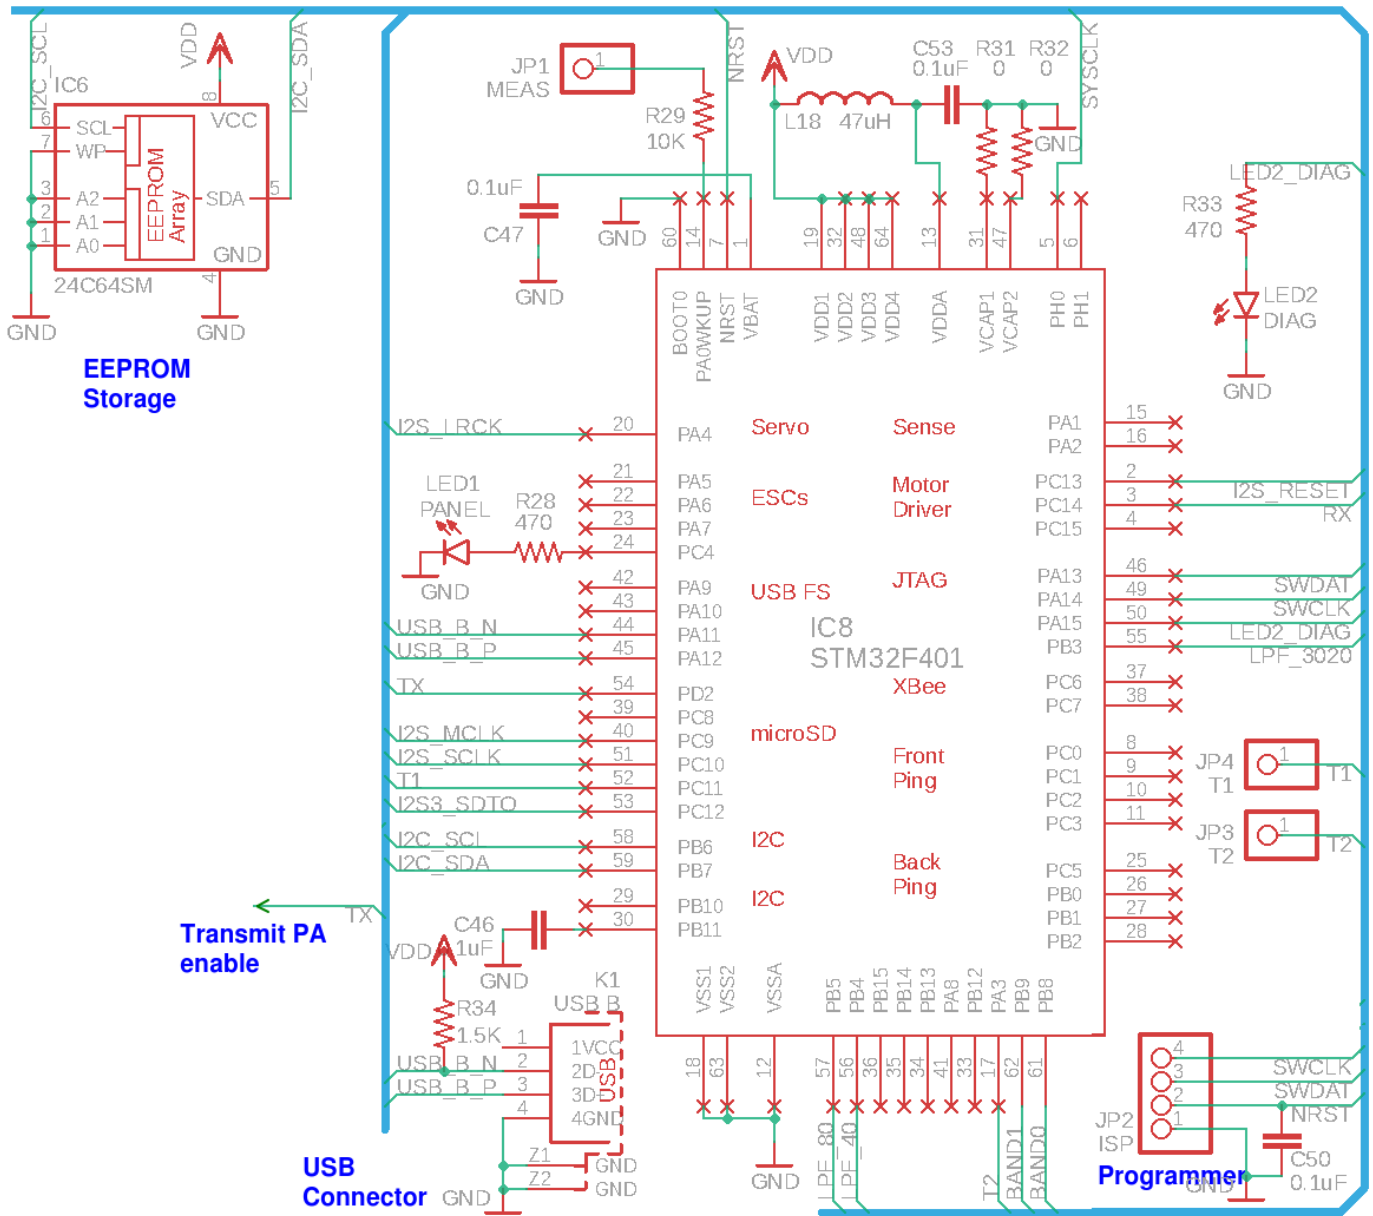 I2C_SCL
VDD
I2C_SDA
IC6
8
VCC
6
SCL
7
WP
3
A2
2
A1
1
A0
EEPROM
Array
SDA
5
GND
4
24C64SM
GND
GND
EEPROM
Storage
JP1
MEAS
1
R29
10K
NRST
VDD
L18
47uH
C53
0.1uF
R31
0
R32
0
GND
SYSCLK
0.1uF
C47
GND
GND
60
14
7
1
19
32
48
64
13
31
47
5
6
BOOT0
PA0WKUP
NRST
VBAT
VDD1
VDD2
VDD3
VDD4
VDDA
VCAP1
VCAP2
PH0
PH1
LED2_DIAG
R33
470
LED2
DIAG
GND
I2S_LRCK
20
PA4
21
PA5
22
PA6
23
PA7
24
PC4
LED1
PANEL
R28
470
GND
42
PA9
43
PA10
USB_B_N
44
PA11
USB_B_P
45
PA12
TX
54
PD2
39
PC8
I2S_MCLK
40
PC9
I2S_SCLK
51
PC10
T1
52
PC11
I2S3_SDTO
53
PC12
I2C_SCL
58
PB6
I2C_SDA
59
PB7
29
PB10
30
PB11
Servo
Sense
ESCs
Motor
Driver
USB FS
JTAG
IC8
STM32F401
XBee
microSD
Front
Ping
I2C
Back
Ping
I2C
15
PA1
16
PA2
2
PC13
I2S_RESET
3
PC14
RX
4
PC15
46
PA13
SWDAT
49
PA14
SWCLK
50
PA15
LED2_DIAG
55
PB3
LPF_3020
37
PC6
38
PC7
8
PC0
9
PC1
10
PC2
11
PC3
25
PC5
26
PB0
27
PB1
28
PB2
JP4
T1
1
T1
JP3
T2
1
T2
TX
Transmit PA
enable
C46
1uF
GND
VDD
R34
1.5K
K1
USB B
1
1VCC
USB_B_N
2
2D-
USB_B_P
3
3D+
4
4GND
USB
Z1
GND
Z2
GND
GND
USB
Connector
VSS1
VSS2
VSSA
PB5
PB4
PB15
PB14
PB13
PA8
PB12
PA3
PB9
PB8
18
63
12
57
56
36
35
34
41
33
17
62
61
GND
LPF_80
LPF_40
T2
BAND1
BAND0
4
SWCLK
3
SWDAT
2
NRST
1
JP2
ISP
Programmer
GND
C50
0.1uF